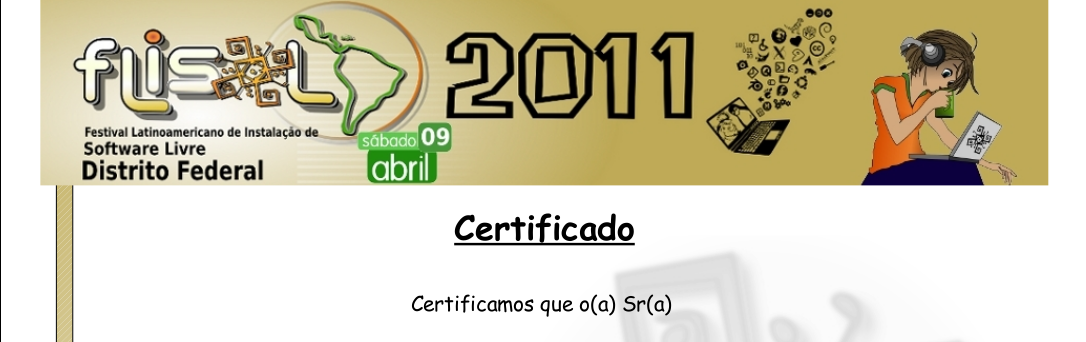 fLISOL 2011
Festival Latinoamericano de Instalação de
Software Livre
Distrito Federal
sábado 09
abril
Certificado
Certificamos que o(a) Sr(a)